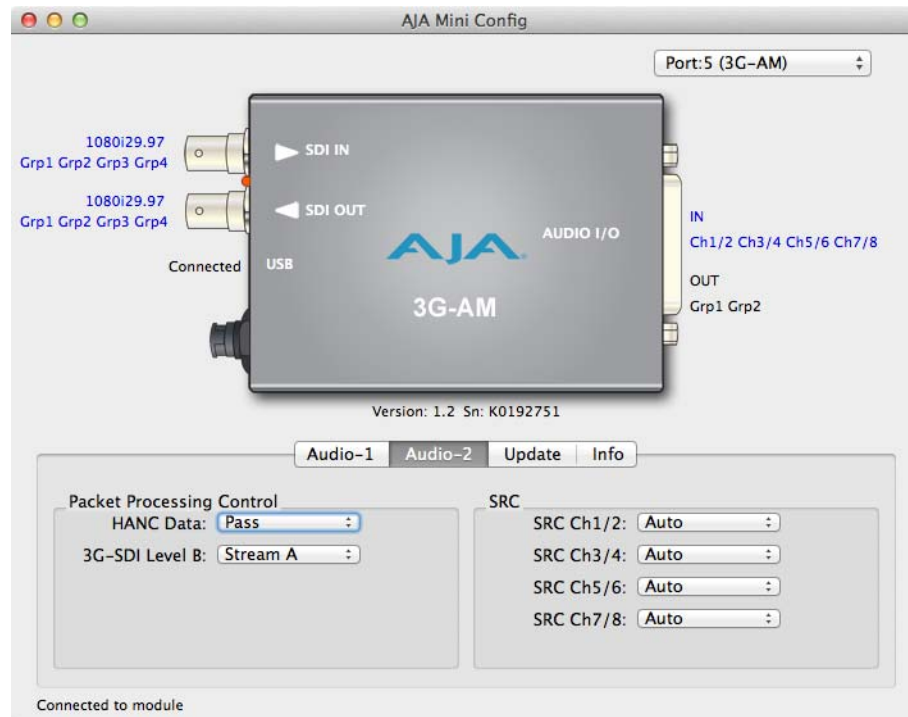 AJA Mini Config
Port:5 (3G-AM)
1080i29.97
Grp1 Grp2 Grp3 Grp4
SDI IN
1080i29.97
Grp1 Grp2 Grp3 Grp4
SDI OUT
Connected
USB
AJA
3G-AM
AUDIO I/O
IN
Ch1/2 Ch3/4 Ch5/6 Ch7/8
OUT
Grp1 Grp2
Version: 1.2 Sn: K0192751
Audio-1 Audio-2 Update Info
Packet Processing Control
HANC Data: Pass
3G-SDI Level B: Stream A
SRC
SRC Ch1/2: Auto
SRC Ch3/4: Auto
SRC Ch5/6: Auto
SRC Ch7/8: Auto
Connected to module